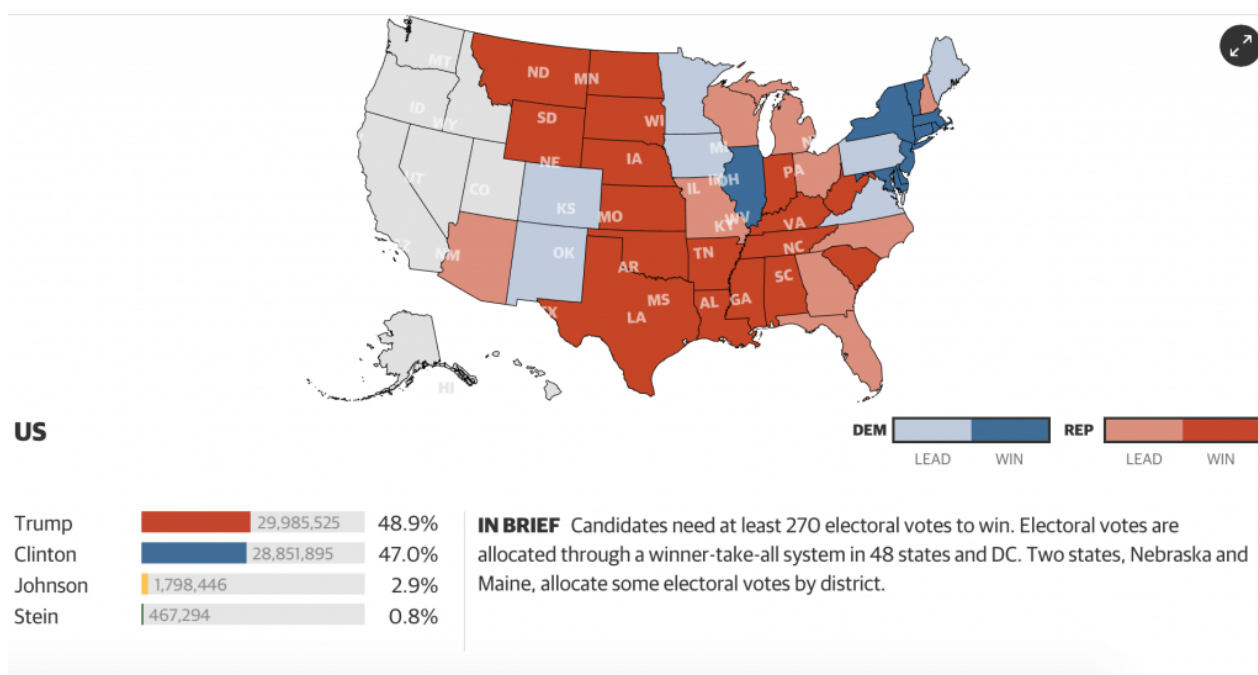 MT
ND
MN
ID
WY
SD
WI
NE
IA
MI
OH
PA
UT
CO
IL
KS
MO
WV
KY
VA
AZ
NM
OK
AR
TN
NC
SC
TX
MS
LA
AL
GA
HI
US
DEM
REP
LEAD
WIN
LEAD
WIN
Trump 29,985,525 48.9%
Clinton 28,851,895 47.0%
Johnson 1,798,446 2.9%
Stein 467,294 0.8%
IN BRIEF Candidates need at least 270 electoral votes to win. Electoral votes are
allocated through a winner-take-all system in 48 states and DC. Two states, Nebraska and
Maine, allocate some electoral votes by district.